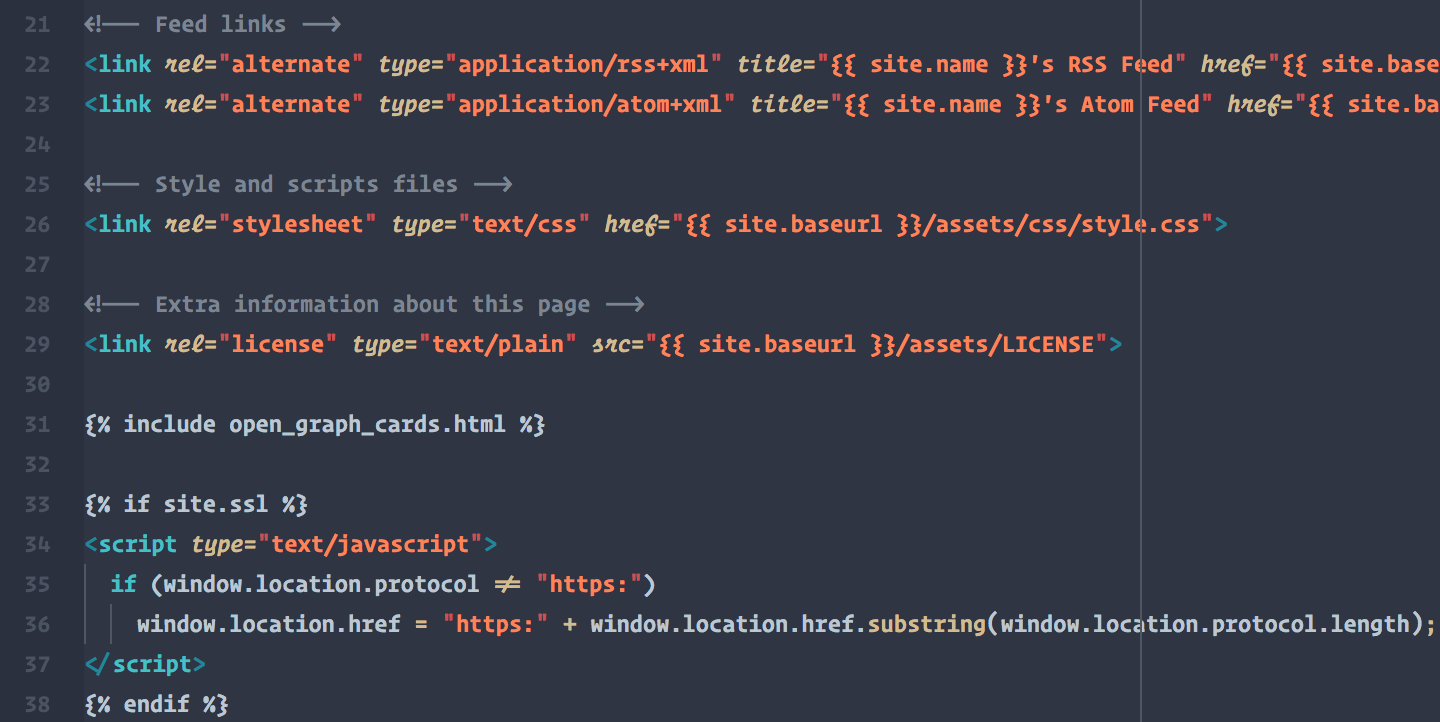 21 <!-- Feed links -->
22 <link rel="alternate" type="application/rss+xml" title="{{ site.name }}'s RSS Feed" href="{{ site.base
23 <link rel="alternate" type="application/atom+xml" title="{{ site.name }}'s Atom Feed" href="{{ site.ba
24
25 <!-- Style and scripts files -->
26 <link rel="stylesheet" type="text/css" href="{{ site.baseurl }}/assets/css/style.css">
27
28 <!-- Extra information about this page -->
29 <link rel="license" type="text/plain" src="{{ site.baseurl }}/assets/LICENSE">
30
31 {% include open_graph_cards.html %}
32
33 {% if site.ssl %}
34 <script type="text/javascript">
35   if (window.location.protocol != "https:")
36     window.location.href = "https:" + window.location.href.substring(window.location.protocol.length);
37 </script>
38 {% endif %}